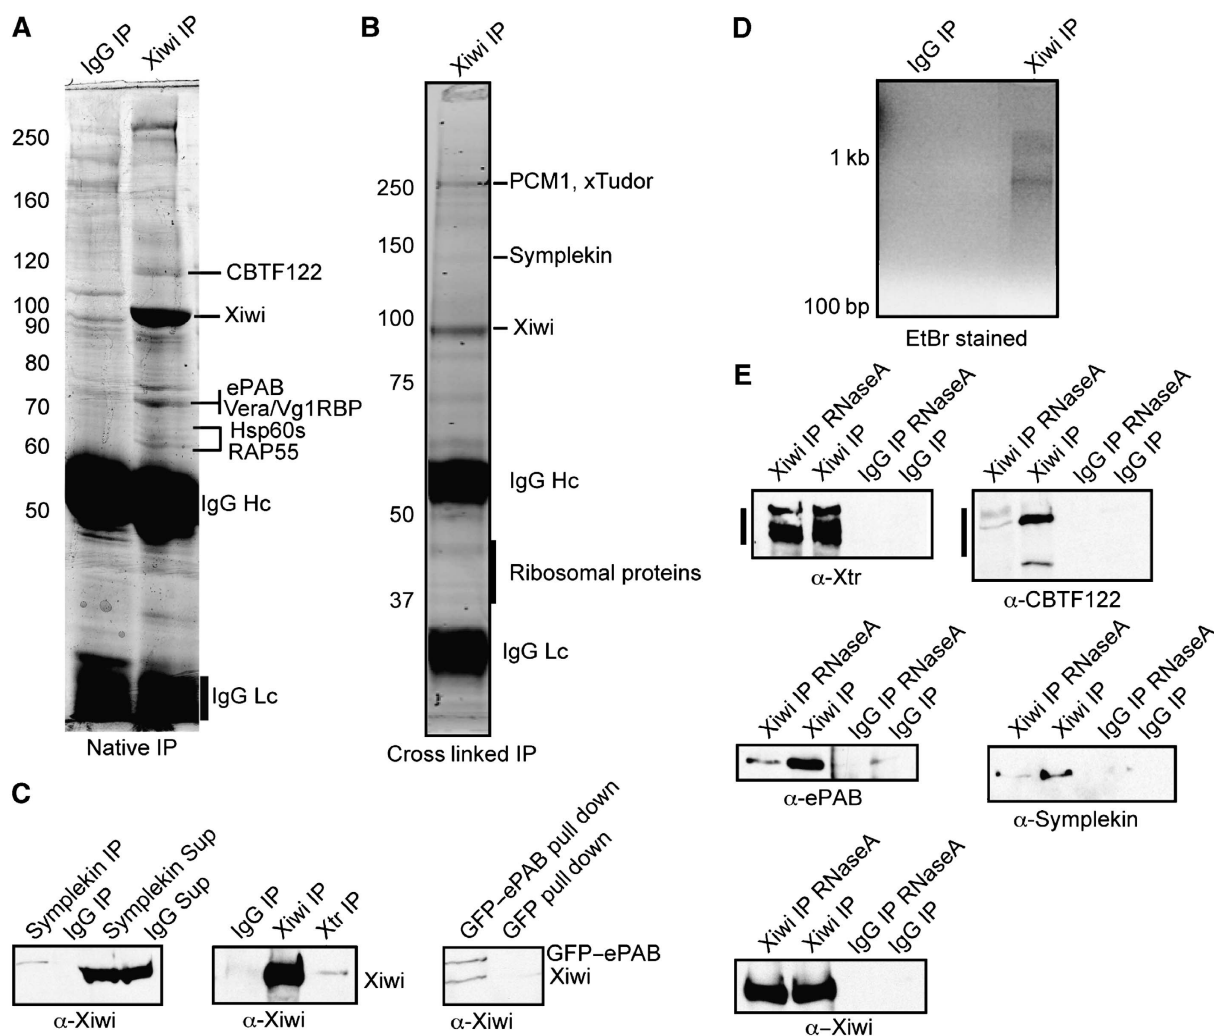 A
IgG IP
Xiwi IP
250
160
120
100
90
80
70
60
50
CBTF122
Xiwi
ePAB
Vera/Vg1RBP
Hsp60s
RAP55
IgG Hc
IgG Lc
Native IP
B
Xiwi IP
250
150
100
75
50
37
PCM1, xTudor
Symplekin
Xiwi
IgG Hc
Ribosomal proteins
IgG Lc
Cross linked IP
C
Symplekin IP
IgG IP
Symplekin Sup
IgG Sup
α-Xiwi
IgG IP
Xiwi IP
Xtr IP
Xiwi
α-Xiwi
GFP–ePAB pull down
GFP pull down
GFP–ePAB
Xiwi
α-Xiwi
D
IgG IP
Xiwi IP
1 kb
100 bp
EtBr stained
E
Xiwi IP RNaseA
Xiwi IP
IgG IP RNaseA
IgG IP
α-Xtr
Xiwi IP RNaseA
Xiwi IP
IgG IP RNaseA
IgG IP
α-CBTF122
Xiwi IP RNaseA
Xiwi IP
IgG IP RNaseA
IgG IP
α-ePAB
Xiwi IP RNaseA
Xiwi IP
IgG IP RNaseA
IgG IP
α-Symplekin
Xiwi IP RNaseA
Xiwi IP
IgG IP RNaseA
IgG IP
α–Xiwi